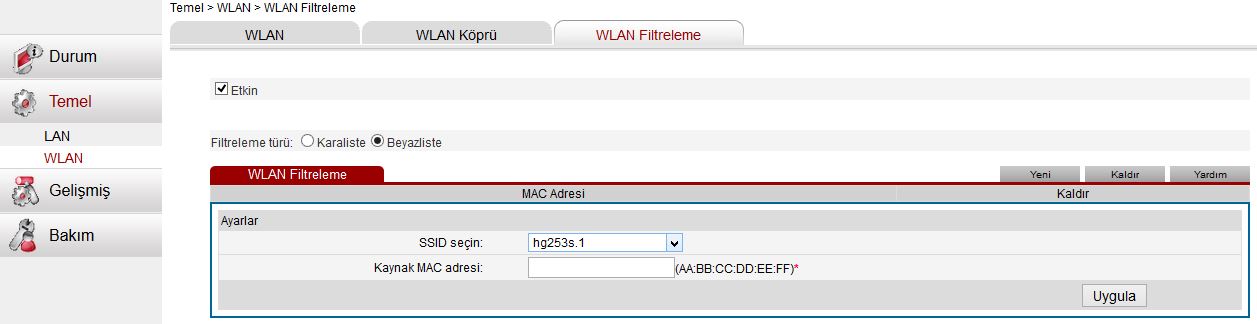 Temel > WLAN > WLAN Filtreleme
WLAN WLAN Köprü WLAN Filtreleme
Durum
Temel
LAN
WLAN
Gelişmiş
Bakım
Etkin
Filtreleme türü: Karaliste Beyazliste
WLAN Filtreleme Yeni Kaldır Yardım
MAC Adresi Kaldır
Ayarlar
SSID seçin: hg253s.1
Kaynak MAC adresi: (AA:BB:CC:DD:EE:FF)*
Uygula